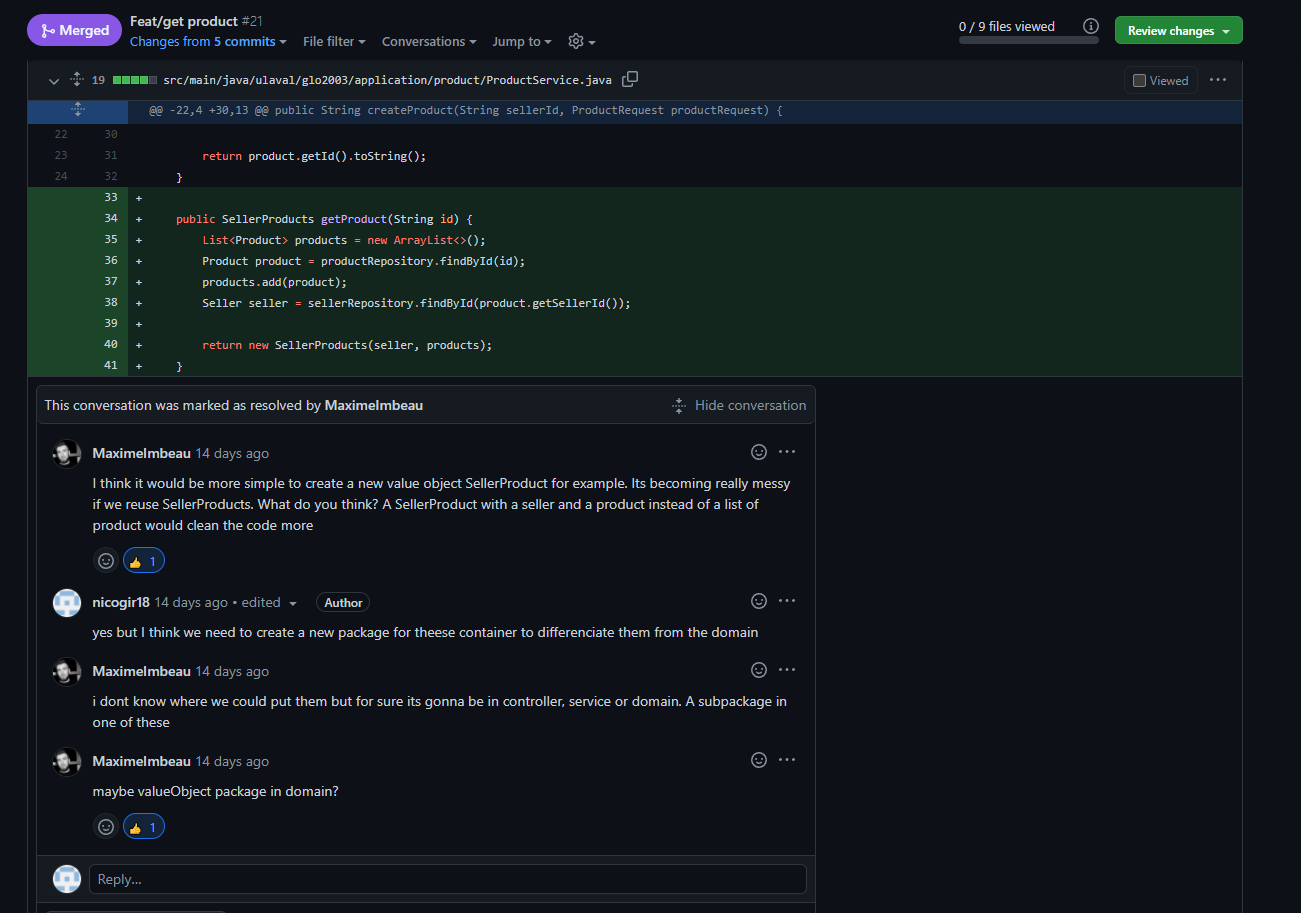 Merged
Feat/get product #21
Changes from 5 commits
File filter
Conversations
Jump to
0 / 9 files viewed
Review changes
19
src/main/java/ulaval/glo2003/application/product/ProductService.java
Viewed
@@ -22,4 +30,13 @@ public String createProduct(String sellerId, ProductRequest productRequest) {
22 30
23 31 return product.getId().toString();
24 32 }
33 +
34 + public SellerProducts getProduct(String id) {
35 + List<Product> products = new ArrayList<>();
36 + Product product = productRepository.findById(id);
37 + products.add(product);
38 + Seller seller = sellerRepository.findById(product.getSellerId());
39 +
40 + return new SellerProducts(seller, products);
41 + }
This conversation was marked as resolved by MaximeImbeau
Hide conversation
MaximeImbeau 14 days ago
I think it would be more simple to create a new value object SellerProduct for example. Its becoming really messy
if we reuse SellerProducts. What do you think? A SellerProduct with a seller and a product instead of a list of
product would clean the code more
👍 1
nicogir18 14 days ago • edited
Author
yes but I think we need to create a new package for theese container to differenciate them from the domain
MaximeImbeau 14 days ago
i dont know where we could put them but for sure its gonna be in controller, service or domain. A subpackage in
one of these
MaximeImbeau 14 days ago
maybe valueObject package in domain?
👍 1
Reply...